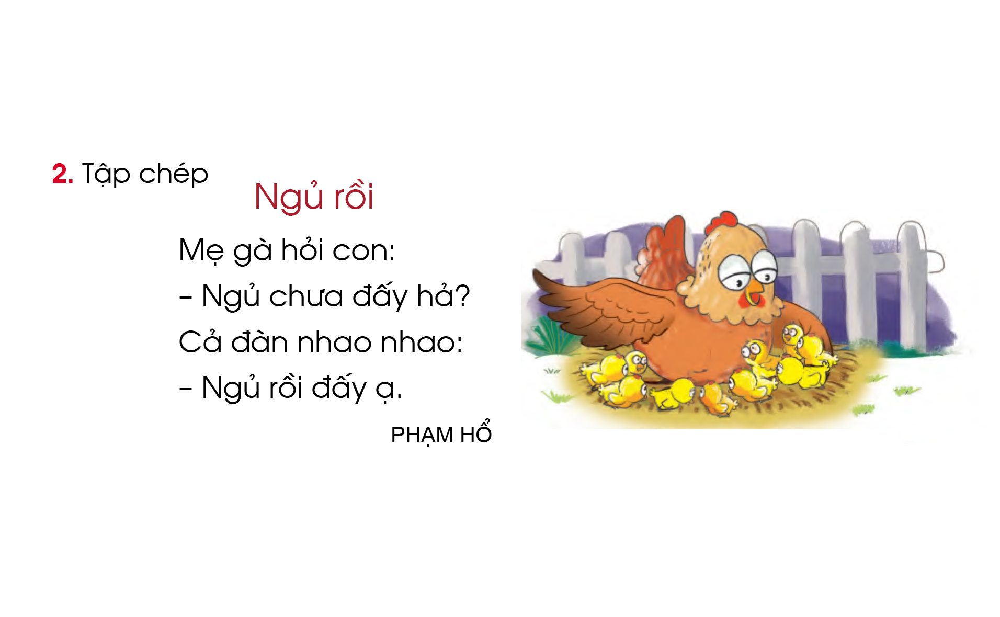 2. Tập chép
Ngủ rồi
Mẹ gà hỏi con:
– Ngủ chưa đấy hả?
Cả đàn nhao nhao:
– Ngủ rồi đấy ạ.
PHẠM HỔ